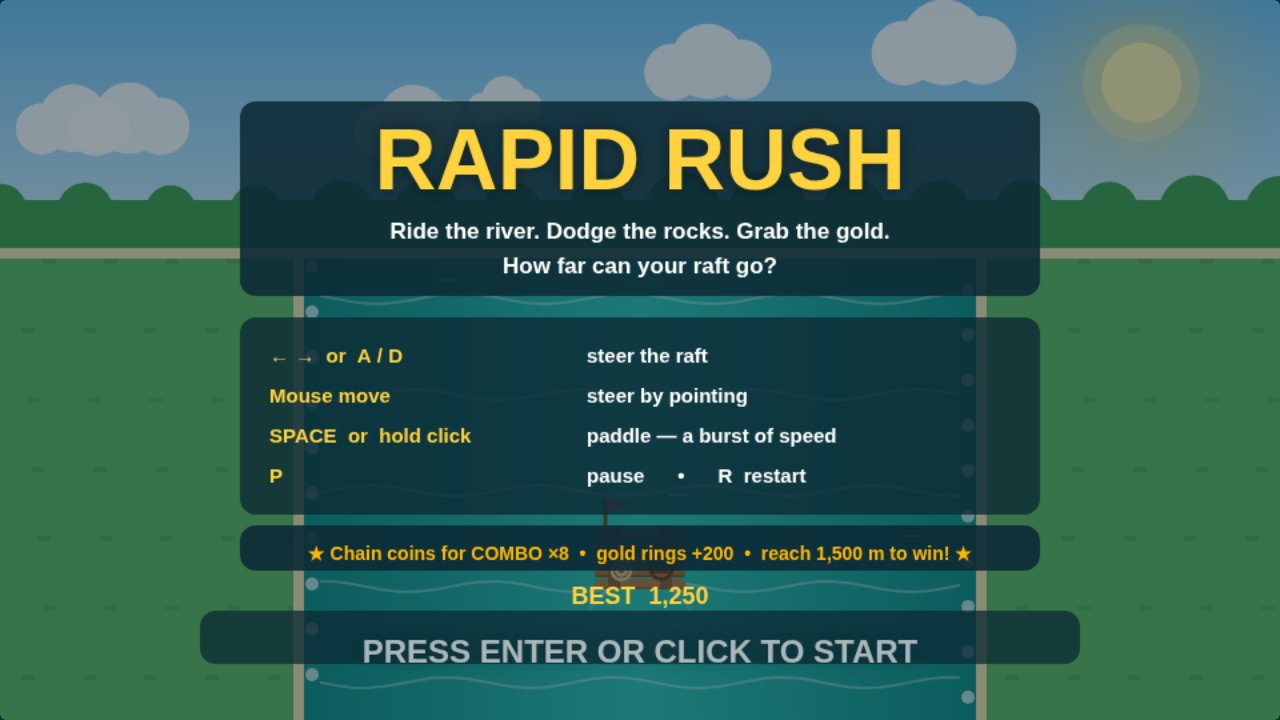 RAPID RUSH
Ride the river. Dodge the rocks. Grab the gold.
How far can your raft go?
← → or A / D steer the raft
Mouse move steer by pointing
SPACE or hold click paddle — a burst of speed
P pause • R restart
★ Chain coins for COMBO ×8 • gold rings +200 • reach 1,500 m to win! ★
BEST 1,250
PRESS ENTER OR CLICK TO START